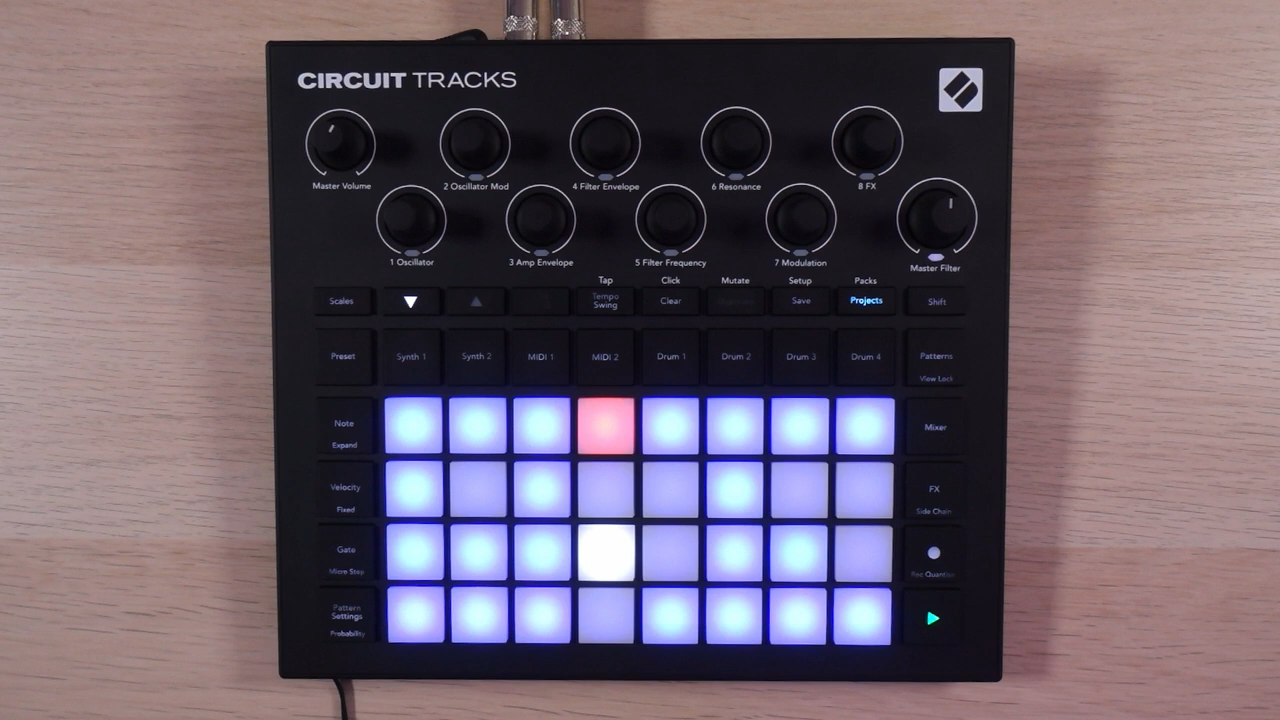 CIRCUIT TRACKS
Master Volume
2 Oscillator Mod
4 Filter Envelope
6 Resonance
8 FX
1 Oscillator
3 Amp Envelope
5 Filter Frequency
7 Modulation
Master Filter
Tap
Click
Mutate
Setup
Packs
Scales
Tempo
Swing
Clear
Save
Projects
Shift
Preset
Synth 1
Synth 2
MIDI 1
MIDI 2
Drum 1
Drum 2
Drum 3
Drum 4
Patterns
View Lock
Note
Expand
Mixer
Velocity
Fixed
FX
Side Chain
Gate
Micro Step
Rec Quantise
Pattern
Settings
Probability